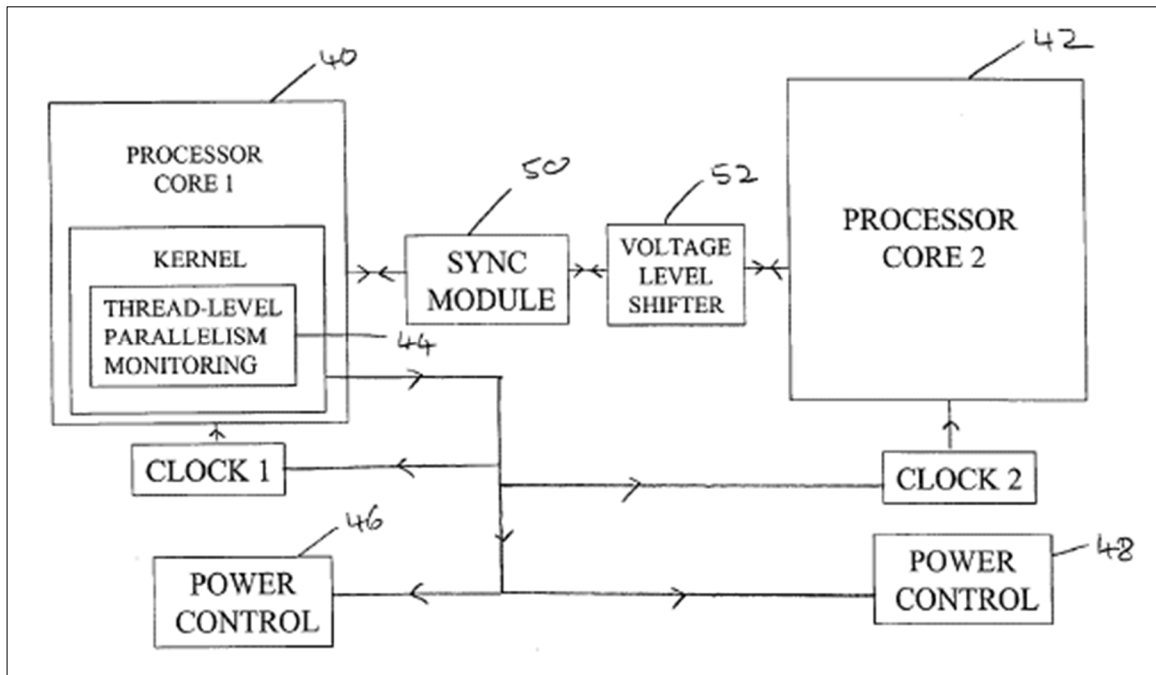 40
42
PROCESSOR
CORE 1
50
52
KERNEL
SYNC
MODULE
VOLTAGE
LEVEL
SHIFTER
PROCESSOR
CORE 2
THREAD-LEVEL
PARALLELISM
MONITORING
44
CLOCK 1
CLOCK 2
46
48
POWER
CONTROL
POWER
CONTROL